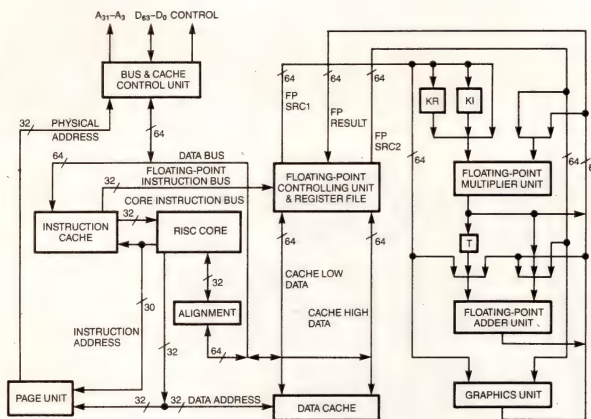 A31–A3 D63–D0 CONTROL
BUS & CACHE
CONTROL UNIT
32
PHYSICAL
ADDRESS
64
64
DATA BUS
FLOATING-POINT
32
INSTRUCTION BUS
CORE INSTRUCTION BUS
32
INSTRUCTION
CACHE
RISC CORE
32
ALIGNMENT
64
30
INSTRUCTION
ADDRESS
32
PAGE UNIT
32
32
DATA ADDRESS
DATA CACHE
64
FP
SRC1
64
FP
RESULT
64
FP
SRC2
FLOATING-POINT
CONTROLLING UNIT
& REGISTER FILE
64
64
CACHE LOW
DATA
CACHE HIGH
DATA
64
64
KR
KI
64
64
64
FLOATING-POINT
MULTIPLIER UNIT
T
FLOATING-POINT
ADDER UNIT
GRAPHICS UNIT